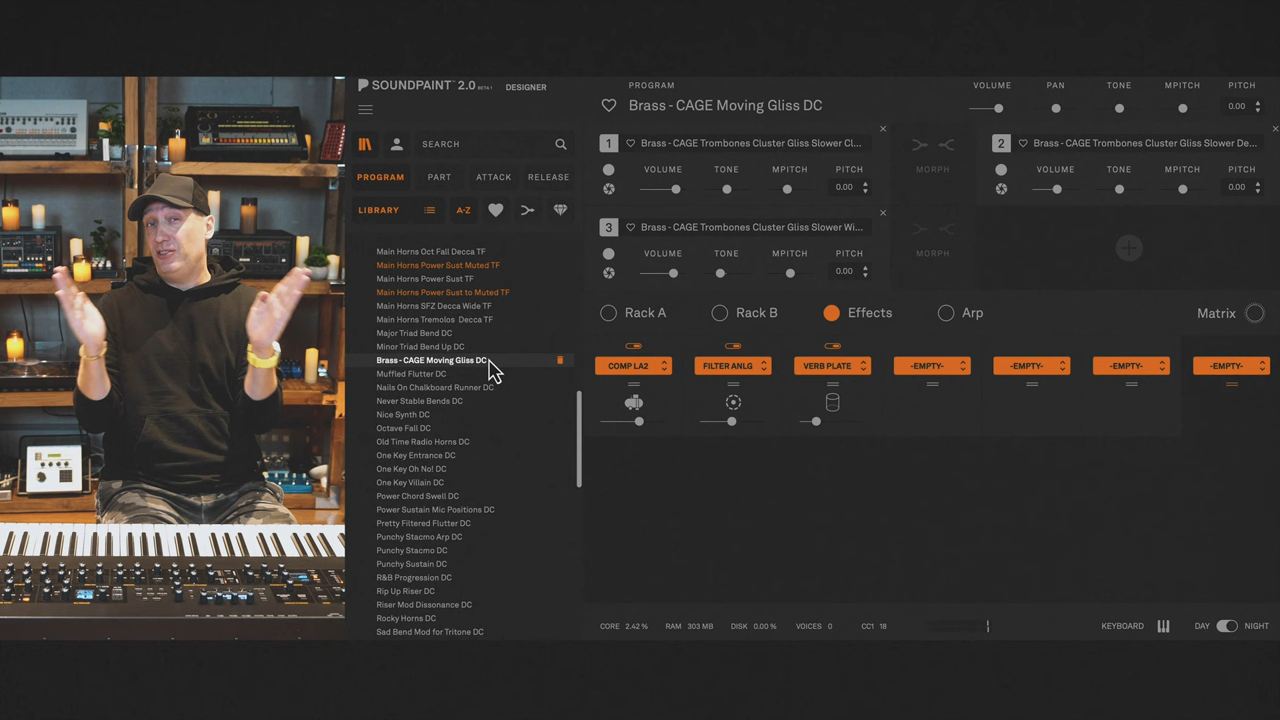 SOUNDPAINT™ 2.0 BETA 1 DESIGNER
SEARCH
PROGRAM PART ATTACK RELEASE
LIBRARY A-Z
Main Horns Oct Fall Decca TF
Main Horns Power Sust Muted TF
Main Horns Power Sust TF
Main Horns Power Sust to Muted TF
Main Horns SFZ Decca Wide TF
Main Horns Tremolos Decca TF
Major Triad Bend DC
Minor Triad Bend Up DC
Brass - CAGE Moving Gliss DC
Muffled Flutter DC
Nails On Chalkboard Runner DC
Never Stable Bends DC
Nice Synth DC
Octave Fall DC
Old Time Radio Horns DC
One Key Entrance DC
One Key Oh No! DC
One Key Villain DC
Power Chord Swell DC
Power Sustain Mic Positions DC
Pretty Filtered Flutter DC
Punchy Stacmo Arp DC
Punchy Stacmo DC
Punchy Sustain DC
R&B Progression DC
Rip Up Riser DC
Riser Mod Dissonance DC
Rocky Horns DC
Sad Bend Mod for Tritone DC
PROGRAM
Brass - CAGE Moving Gliss DC
VOLUME PAN TONE MPITCH PITCH
0.00
1 Brass - CAGE Trombones Cluster Gliss Slower Cl...
VOLUME TONE MPITCH PITCH
0.00
MORPH
2 Brass - CAGE Trombones Cluster Gliss Slower De...
VOLUME TONE MPITCH PITCH
0.00
3 Brass - CAGE Trombones Cluster Gliss Slower Wi...
VOLUME TONE MPITCH PITCH
0.00
MORPH
Rack A Rack B Effects Arp Matrix
COMP LA2 FILTER ANLG VERB PLATE -EMPTY- -EMPTY- -EMPTY- -EMPTY-
CORE 2.42 % RAM 303 MB DISK 0.00 % VOICES 0 CC1 18
KEYBOARD DAY NIGHT